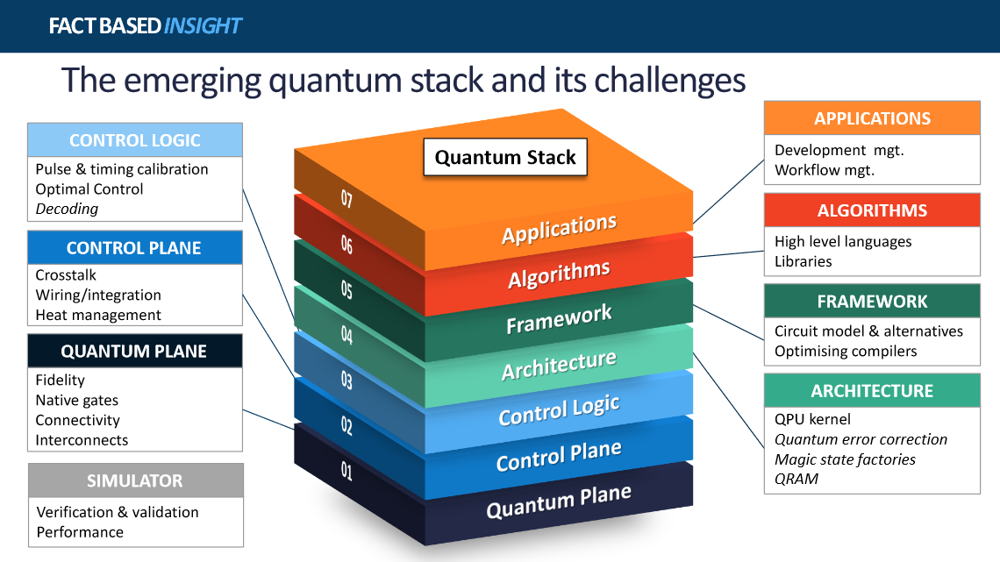 FACT BASED INSIGHT
The emerging quantum stack and its challenges
CONTROL LOGIC
Pulse & timing calibration
Optimal Control
Decoding
CONTROL PLANE
Crosstalk
Wiring/integration
Heat management
QUANTUM PLANE
Fidelity
Native gates
Connectivity
Interconnects
SIMULATOR
Verification & validation
Performance
Quantum Stack
07 Applications
06 Algorithms
05 Framework
04 Architecture
03 Control Logic
02 Control Plane
01 Quantum Plane
APPLICATIONS
Development mgt.
Workflow mgt.
ALGORITHMS
High level languages
Libraries
FRAMEWORK
Circuit model & alternatives
Optimising compilers
ARCHITECTURE
QPU kernel
Quantum error correction
Magic state factories
QRAM